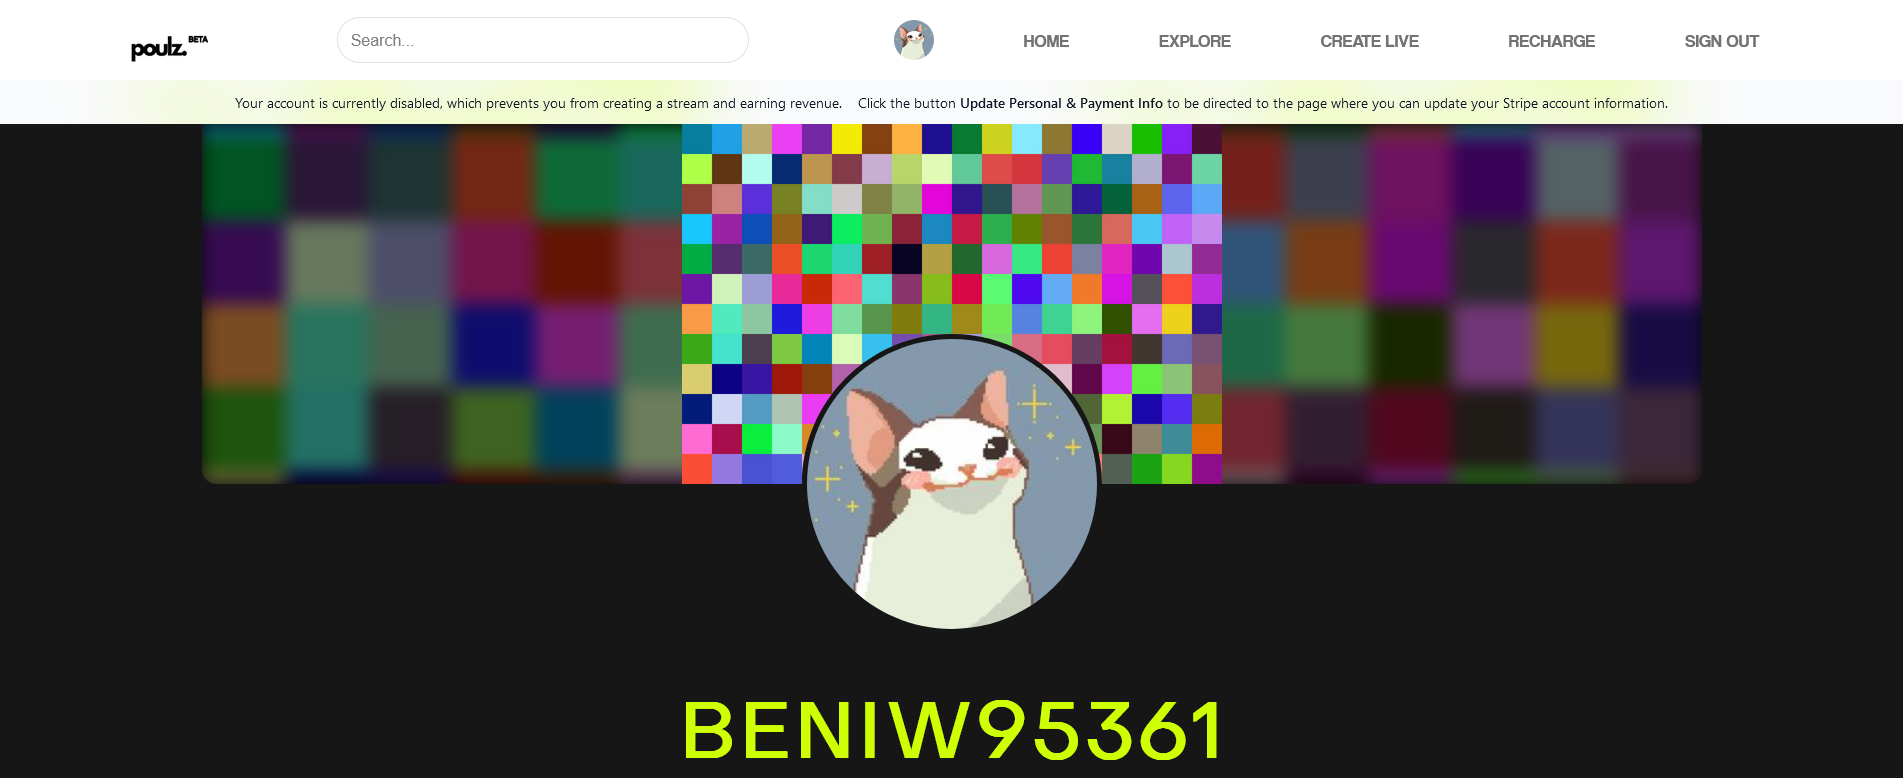 poulz. BETA
Search...
HOME
EXPLORE
CREATE LIVE
RECHARGE
SIGN OUT
Your account is currently disabled, which prevents you from creating a stream and earning revenue. Click the button Update Personal & Payment Info to be directed to the page where you can update your Stripe account information.
BENIW95361